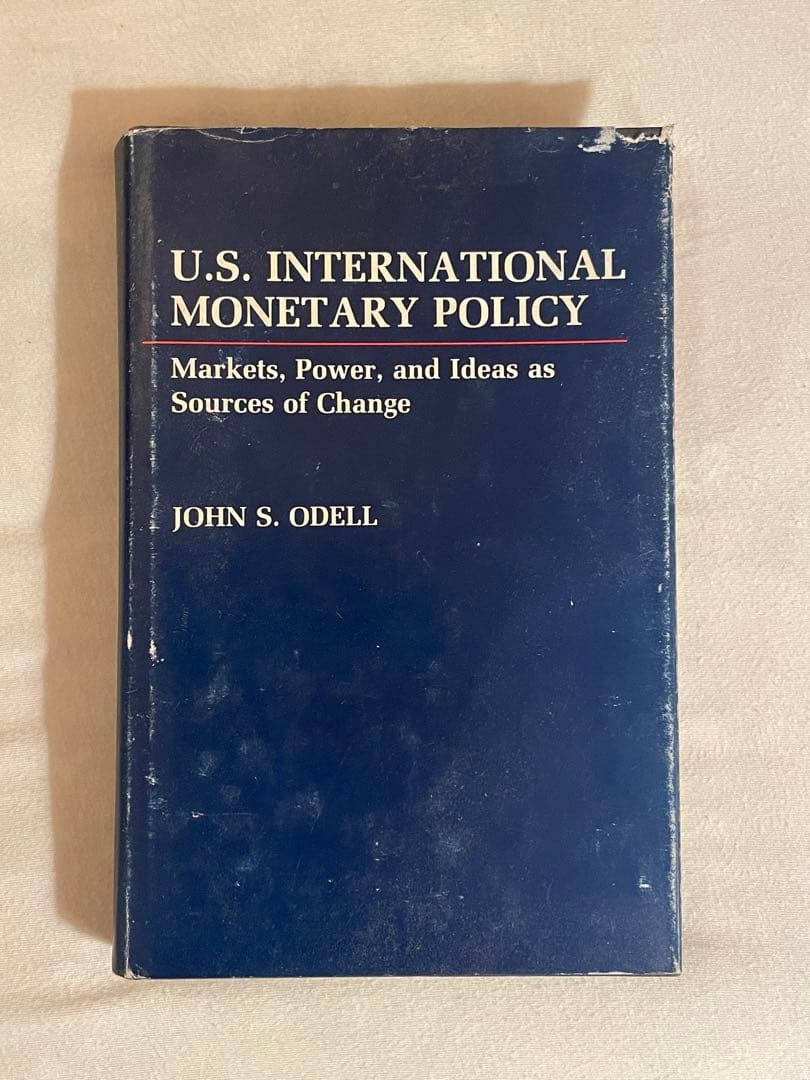 U.S. INTERNATIONAL
MONETARY POLICY
Markets, Power, and Ideas as
Sources of Change
JOHN S. ODELL